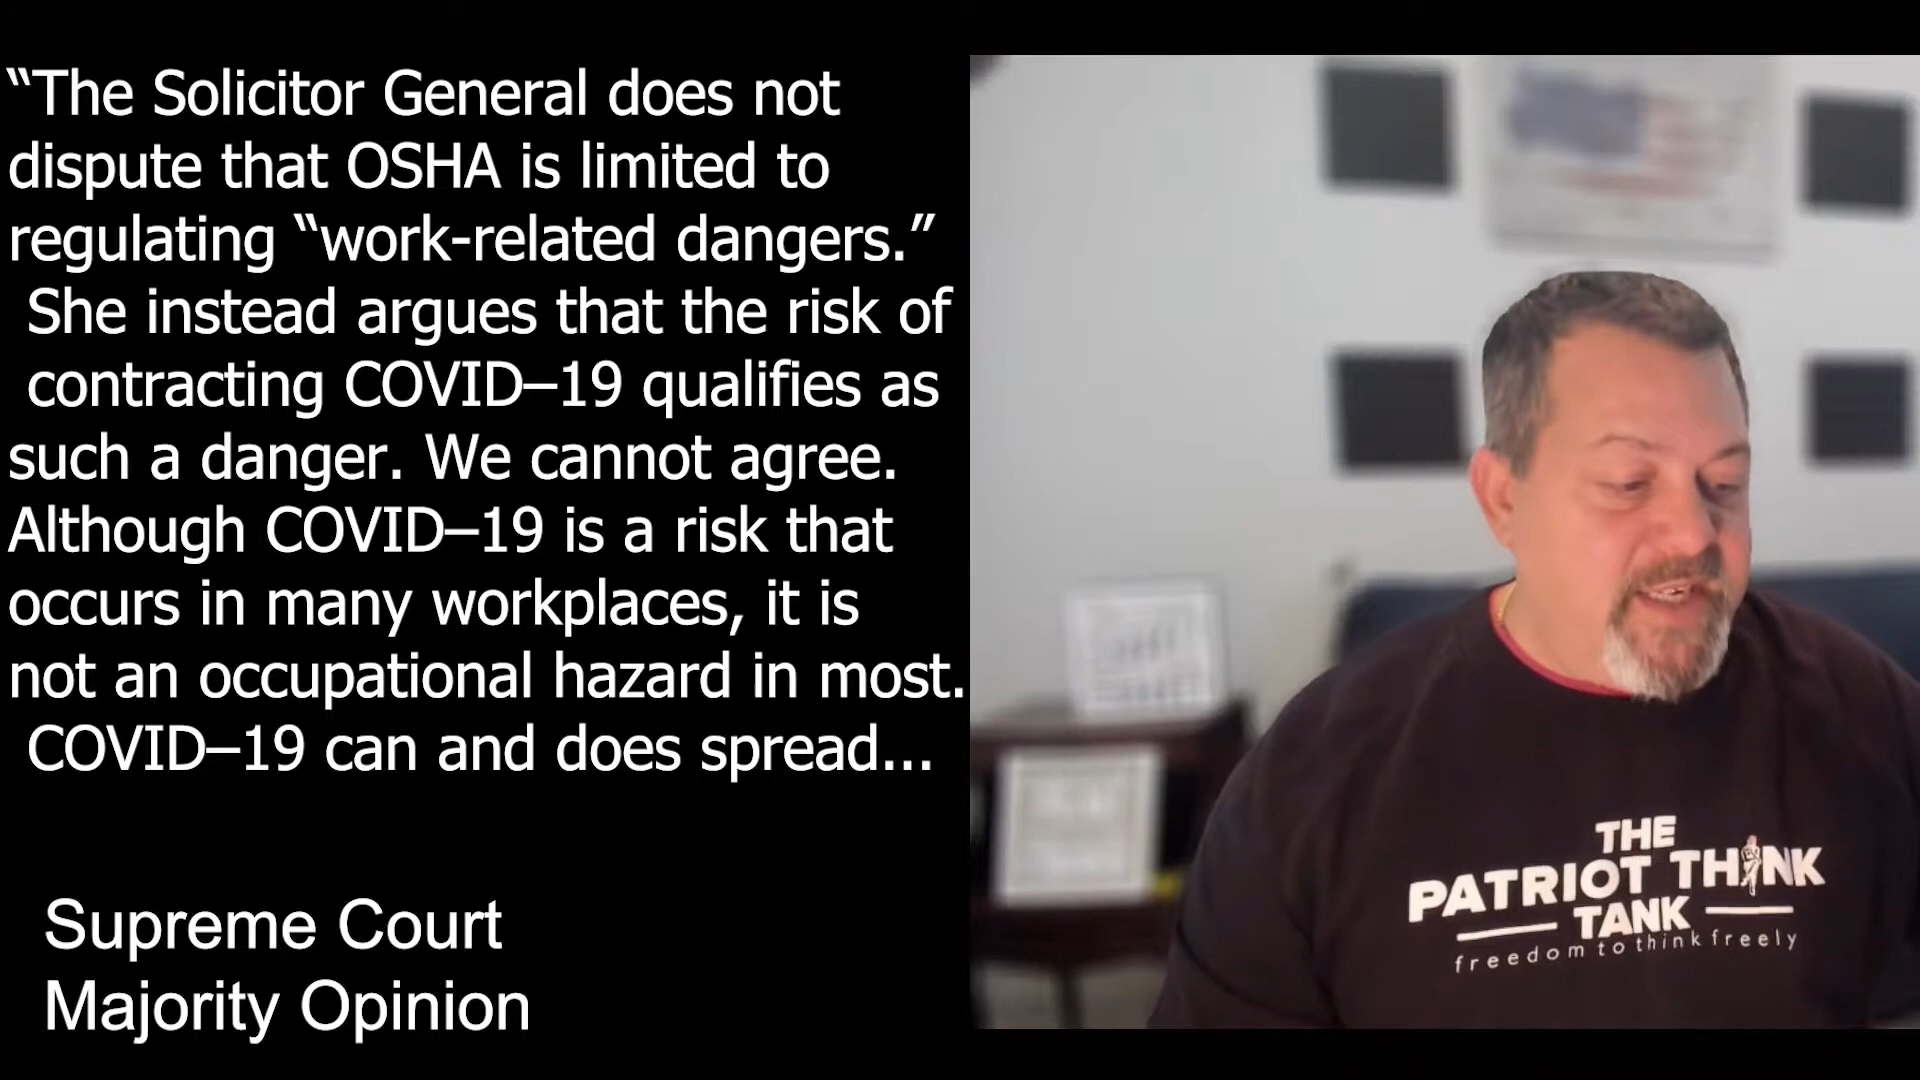 “The Solicitor General does not
dispute that OSHA is limited to
regulating “work-related dangers.”
She instead argues that the risk of
contracting COVID–19 qualifies as
such a danger. We cannot agree.
Although COVID–19 is a risk that
occurs in many workplaces, it is
not an occupational hazard in most.
COVID–19 can and does spread...
Supreme Court
Majority Opinion
THE
PATRIOT THINK
TANK
freedom to think freely